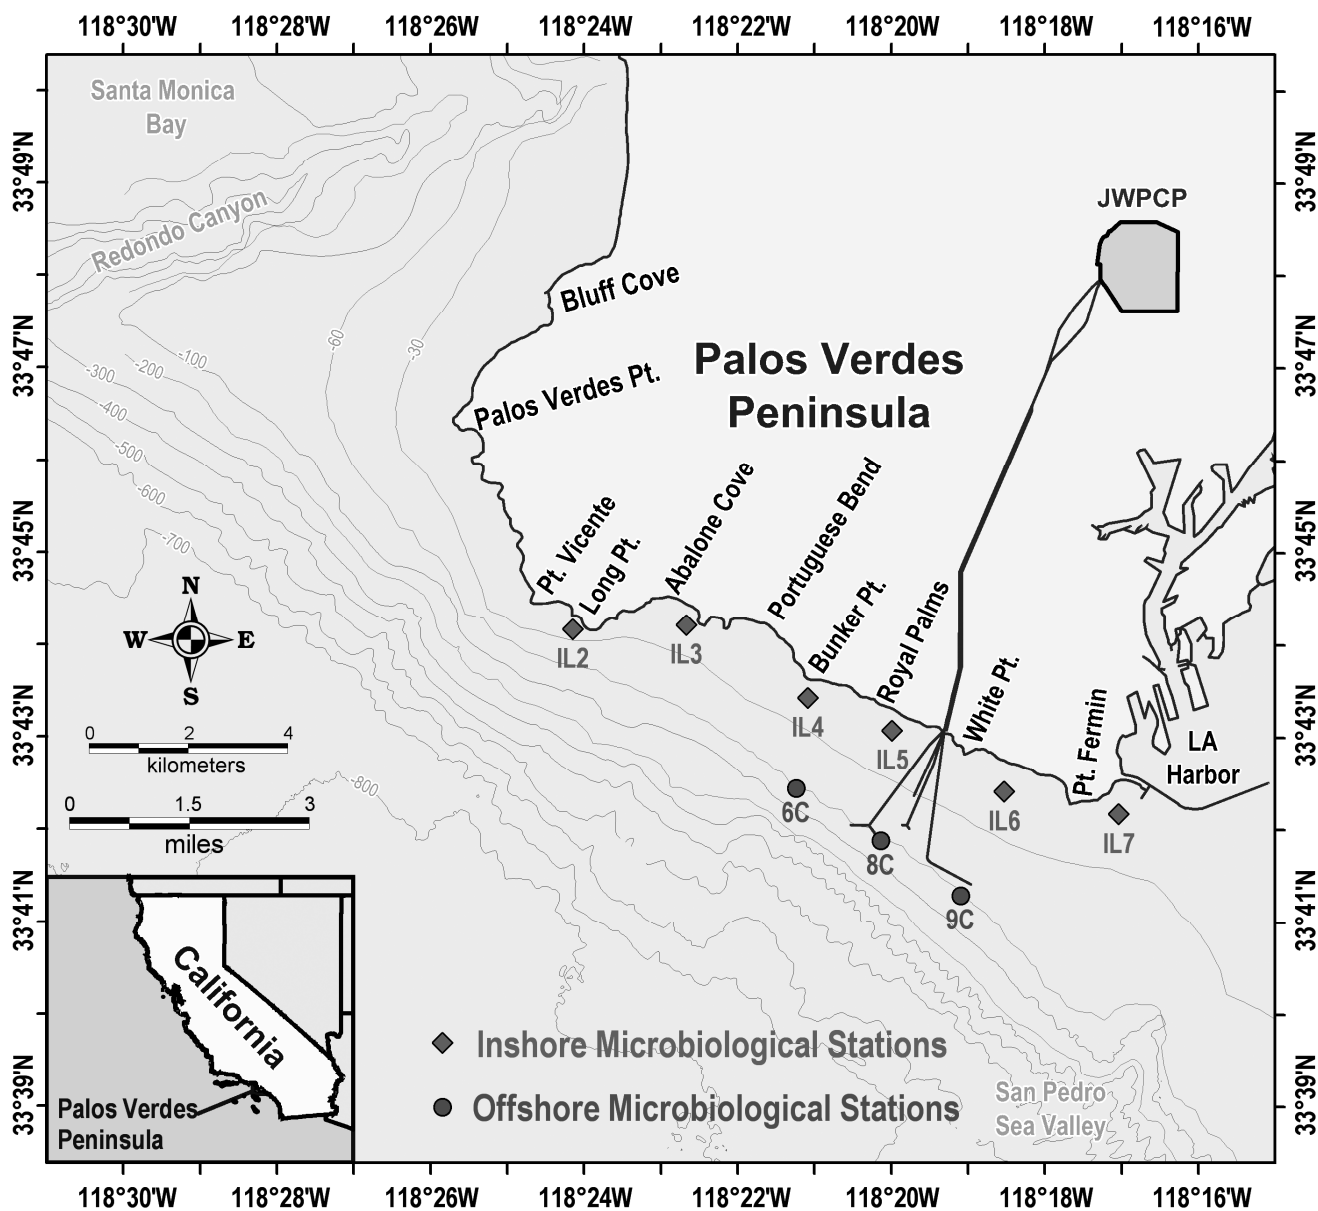 118°30'W 118°28'W 118°26'W 118°24'W 118°22'W 118°20'W 118°18'W 118°16'W
Santa Monica
Bay
33°49'N
33°49'N
JWPCP
Redondo Canyon
Bluff Cove
-60
-30
33°47'N
33°47'N
-100
-200
-300
-400
-500
-600
-700
Palos Verdes
Peninsula
Palos Verdes Pt.
Pt. Vicente
Long Pt.
Abalone Cove
Portuguese Bend
Bunker Pt.
Royal Palms
White Pt.
Pt. Fermin
33°45'N
33°45'N
N
W E
S
IL2
IL3
IL4
IL5
IL6
IL7
LA
Harbor
33°43'N
33°43'N
0 2 4
kilometers
0 1.5 3
miles
-800
6C
8C
9C
33°41'N
33°41'N
California
Palos Verdes
Peninsula
Inshore Microbiological Stations
Offshore Microbiological Stations
San Pedro
Sea Valley
33°39'N
33°39'N
118°30'W 118°28'W 118°26'W 118°24'W 118°22'W 118°20'W 118°18'W 118°16'W